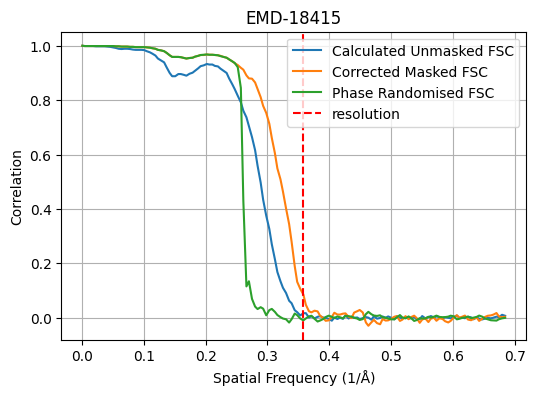 EMD-18415
Calculated Unmasked FSC
Corrected Masked FSC
Phase Randomised FSC
resolution
Correlation
1.0
0.8
0.6
0.4
0.2
0.0
0.0 0.1 0.2 0.3 0.4 0.5 0.6 0.7
Spatial Frequency (1/Å)